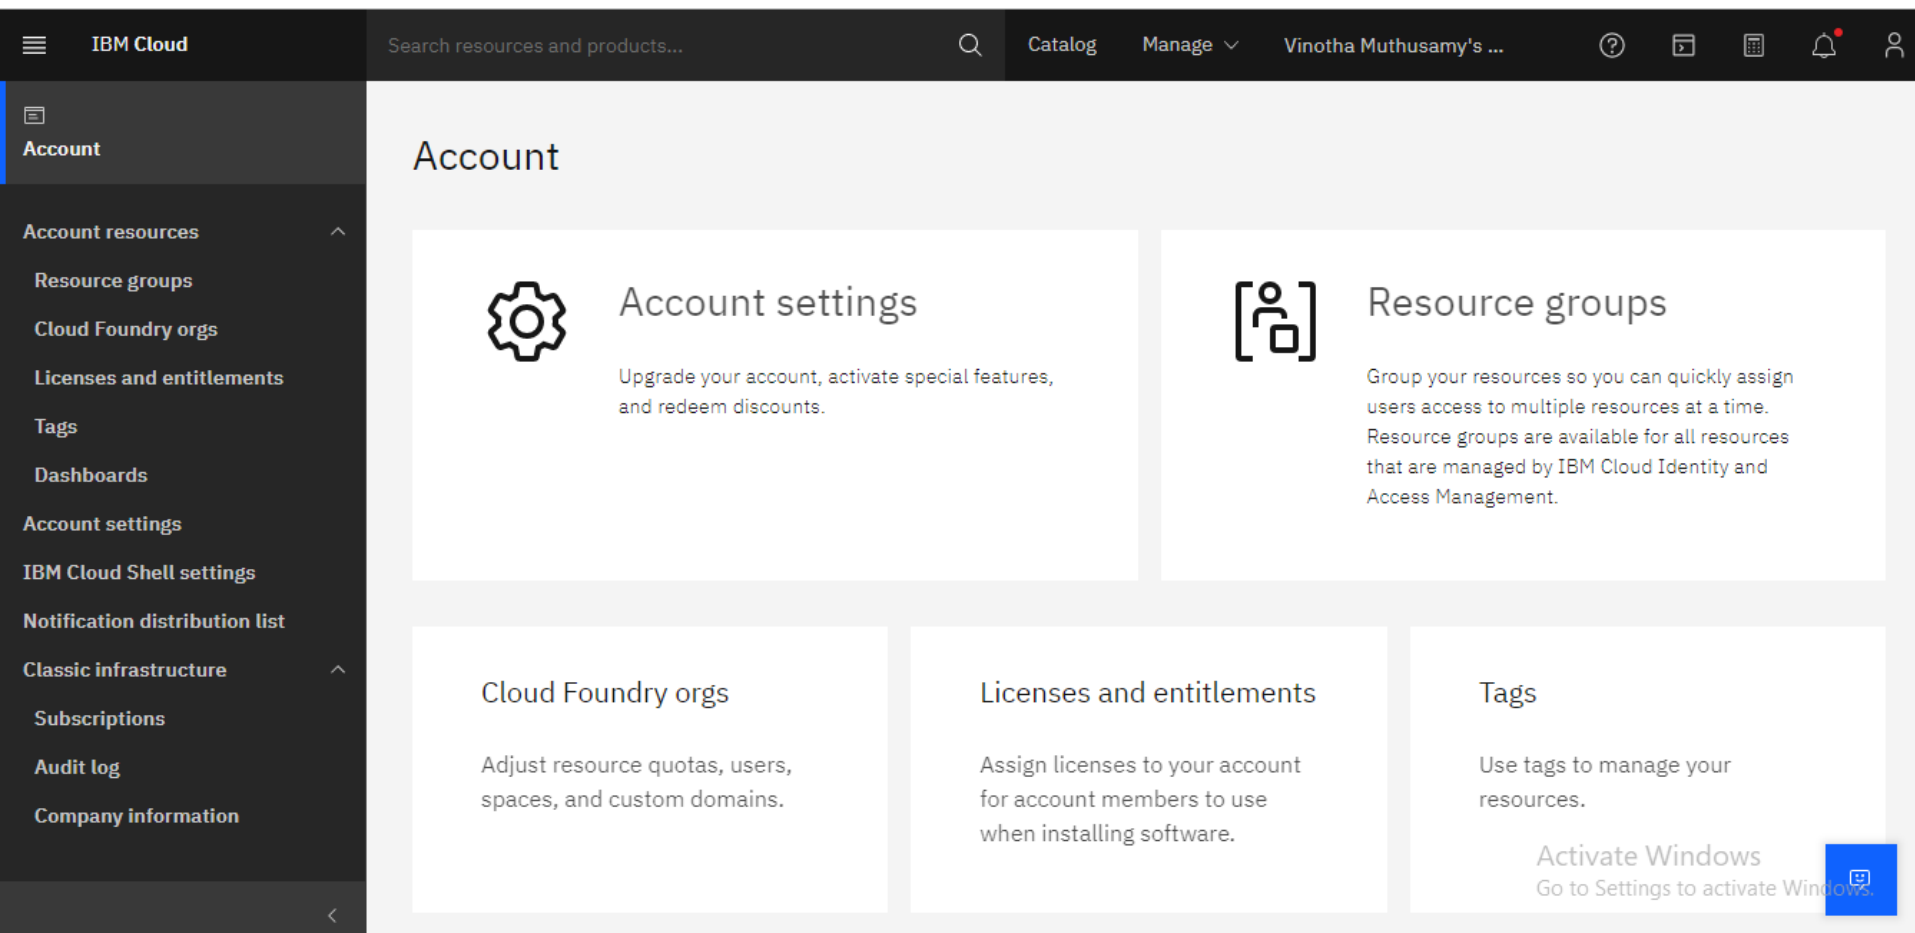 IBM Cloud
Search resources and products...
Catalog
Manage
Vinotha Muthusamy's ...
Account
Account resources
Resource groups
Cloud Foundry orgs
Licenses and entitlements
Tags
Dashboards
Account settings
IBM Cloud Shell settings
Notification distribution list
Classic infrastructure
Subscriptions
Audit log
Company information
Account
Account settings
Upgrade your account, activate special features,
and redeem discounts.
Resource groups
Group your resources so you can quickly assign
users access to multiple resources at a time.
Resource groups are available for all resources
that are managed by IBM Cloud Identity and
Access Management.
Cloud Foundry orgs
Adjust resource quotas, users,
spaces, and custom domains.
Licenses and entitlements
Assign licenses to your account
for account members to use
when installing software.
Tags
Use tags to manage your
resources.
Activate Windows
Go to Settings to activate Windows.